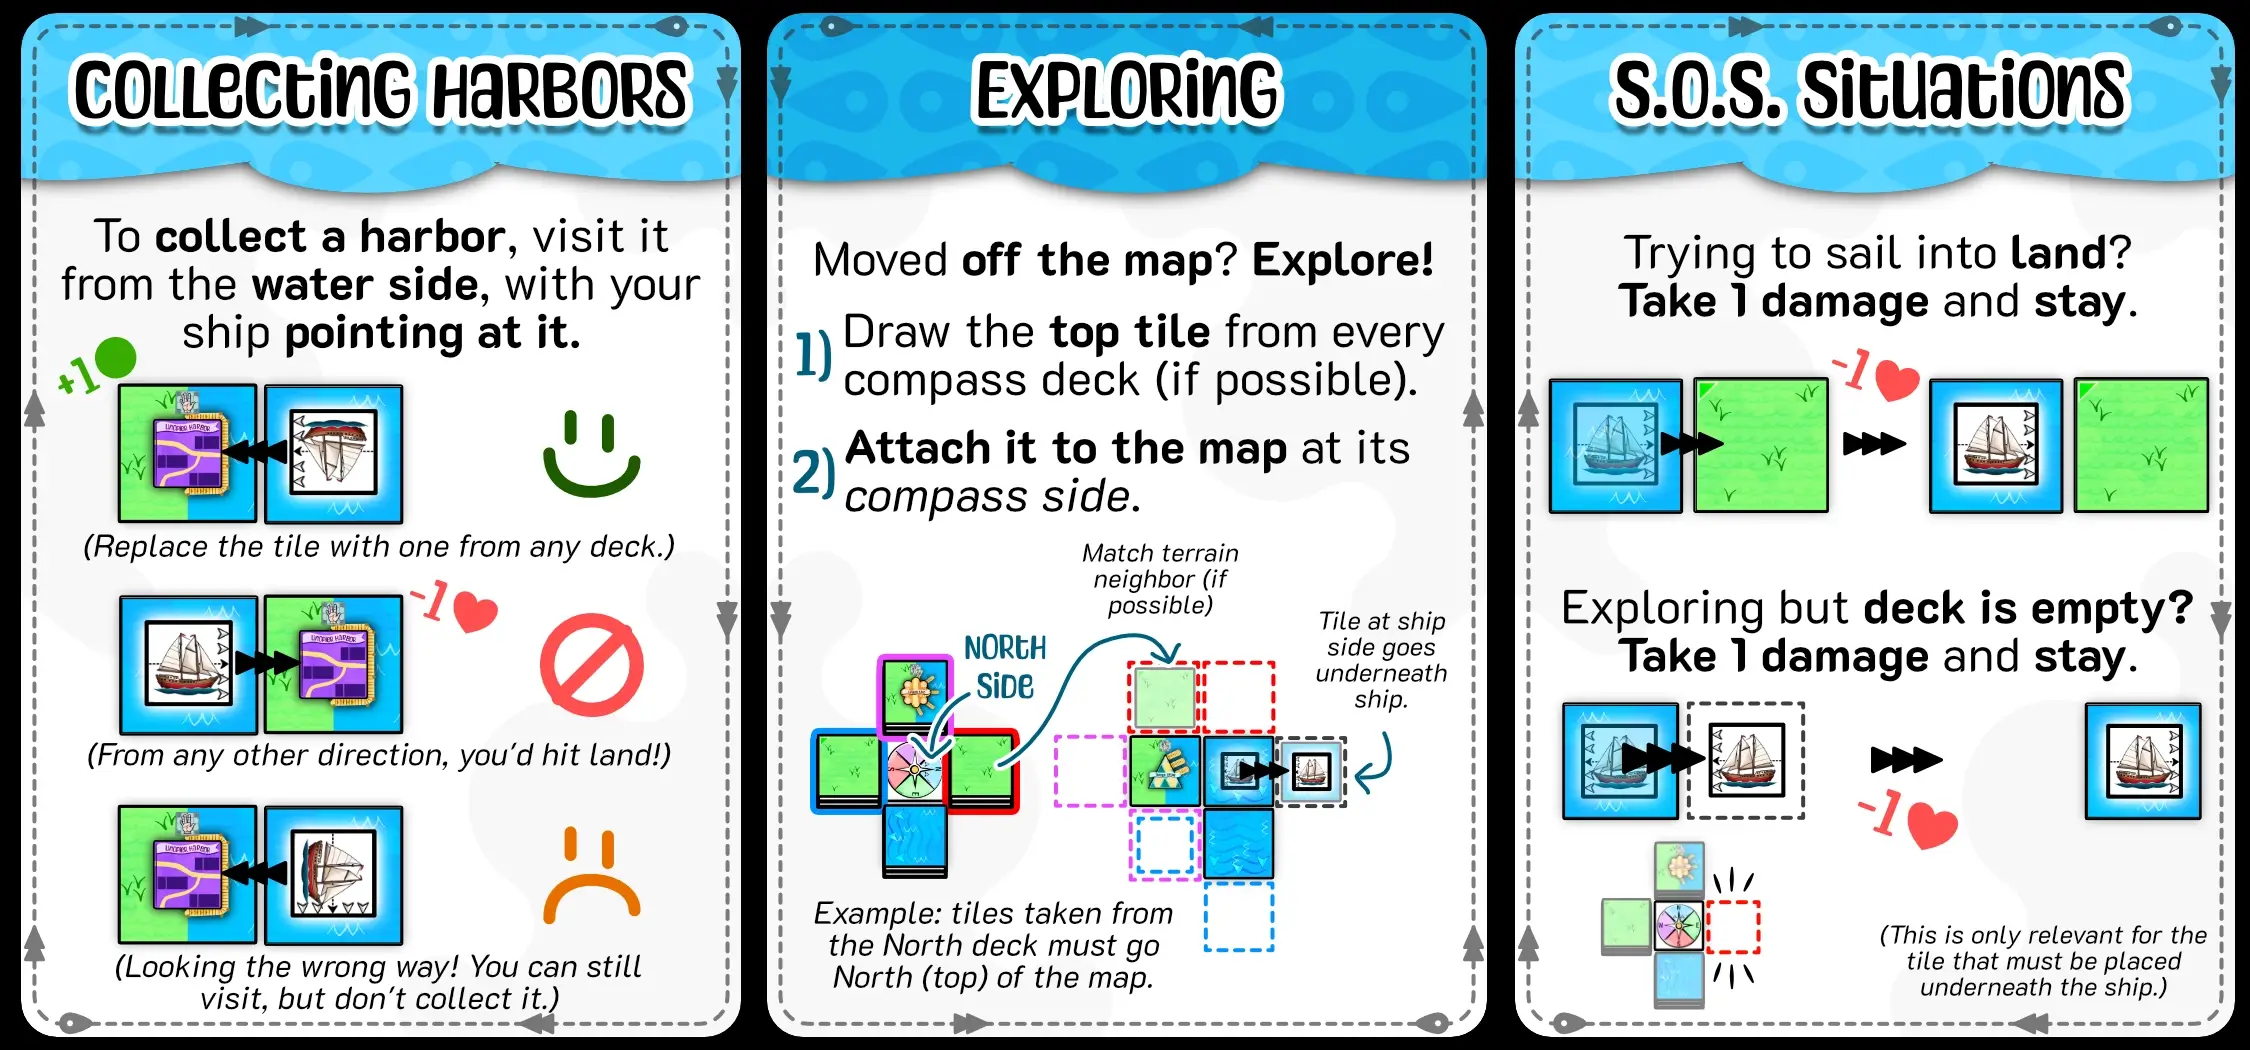 COLLECTING HARBORS
To collect a harbor, visit it
from the water side, with your
ship pointing at it.
+1
LUMPIER HARBOR
(Replace the tile with one from any deck.)
-1
LUMPIER HARBOR
(From any other direction, you'd hit land!)
LUMPIER HARBOR
(Looking the wrong way! You can still
visit, but don't collect it.)
EXPLORING
Moved off the map? Explore!
1) Draw the top tile from every
compass deck (if possible).
2) Attach it to the map at its
compass side.
Match terrain
neighbor (if
possible)
Tile at ship
side goes
underneath
ship.
NORTH
SIDE
N
E
S
Example: tiles taken from
the North deck must go
North (top) of the map.
S.O.S. SITUATIONS
Trying to sail into land?
Take 1 damage and stay.
-1
Exploring but deck is empty?
Take 1 damage and stay.
-1
N
W
E
(This is only relevant for the
tile that must be placed
underneath the ship.)